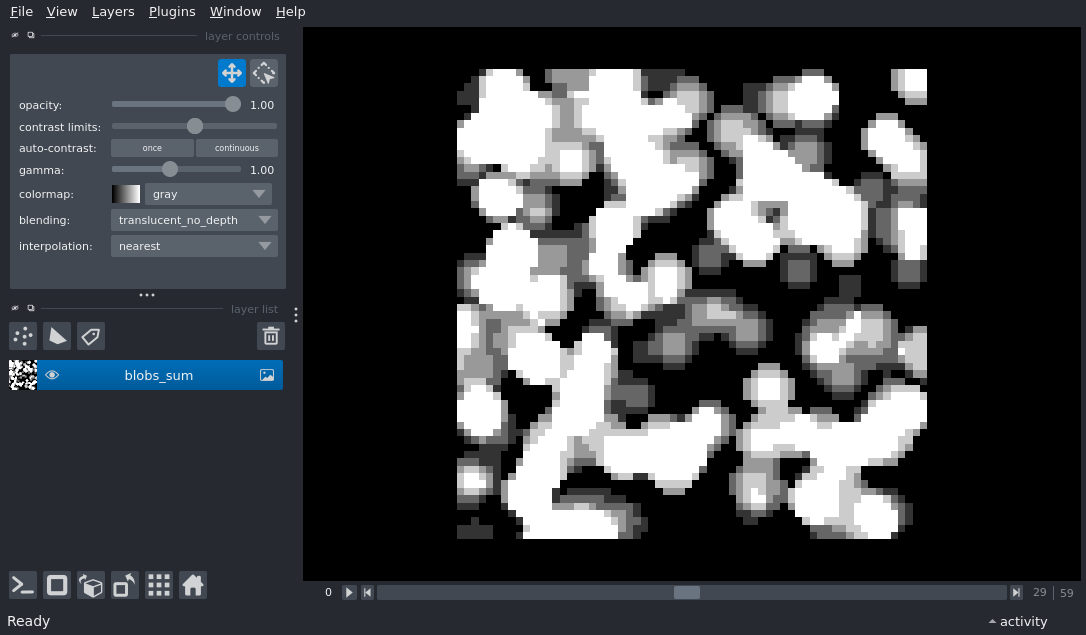 File View Layers Plugins Window Help
layer controls
opacity: 1.00
contrast limits:
auto-contrast: once continuous
gamma: 1.00
colormap: gray
blending: translucent_no_depth
interpolation: nearest
layer list
blobs_sum
0 29 59
Ready activity